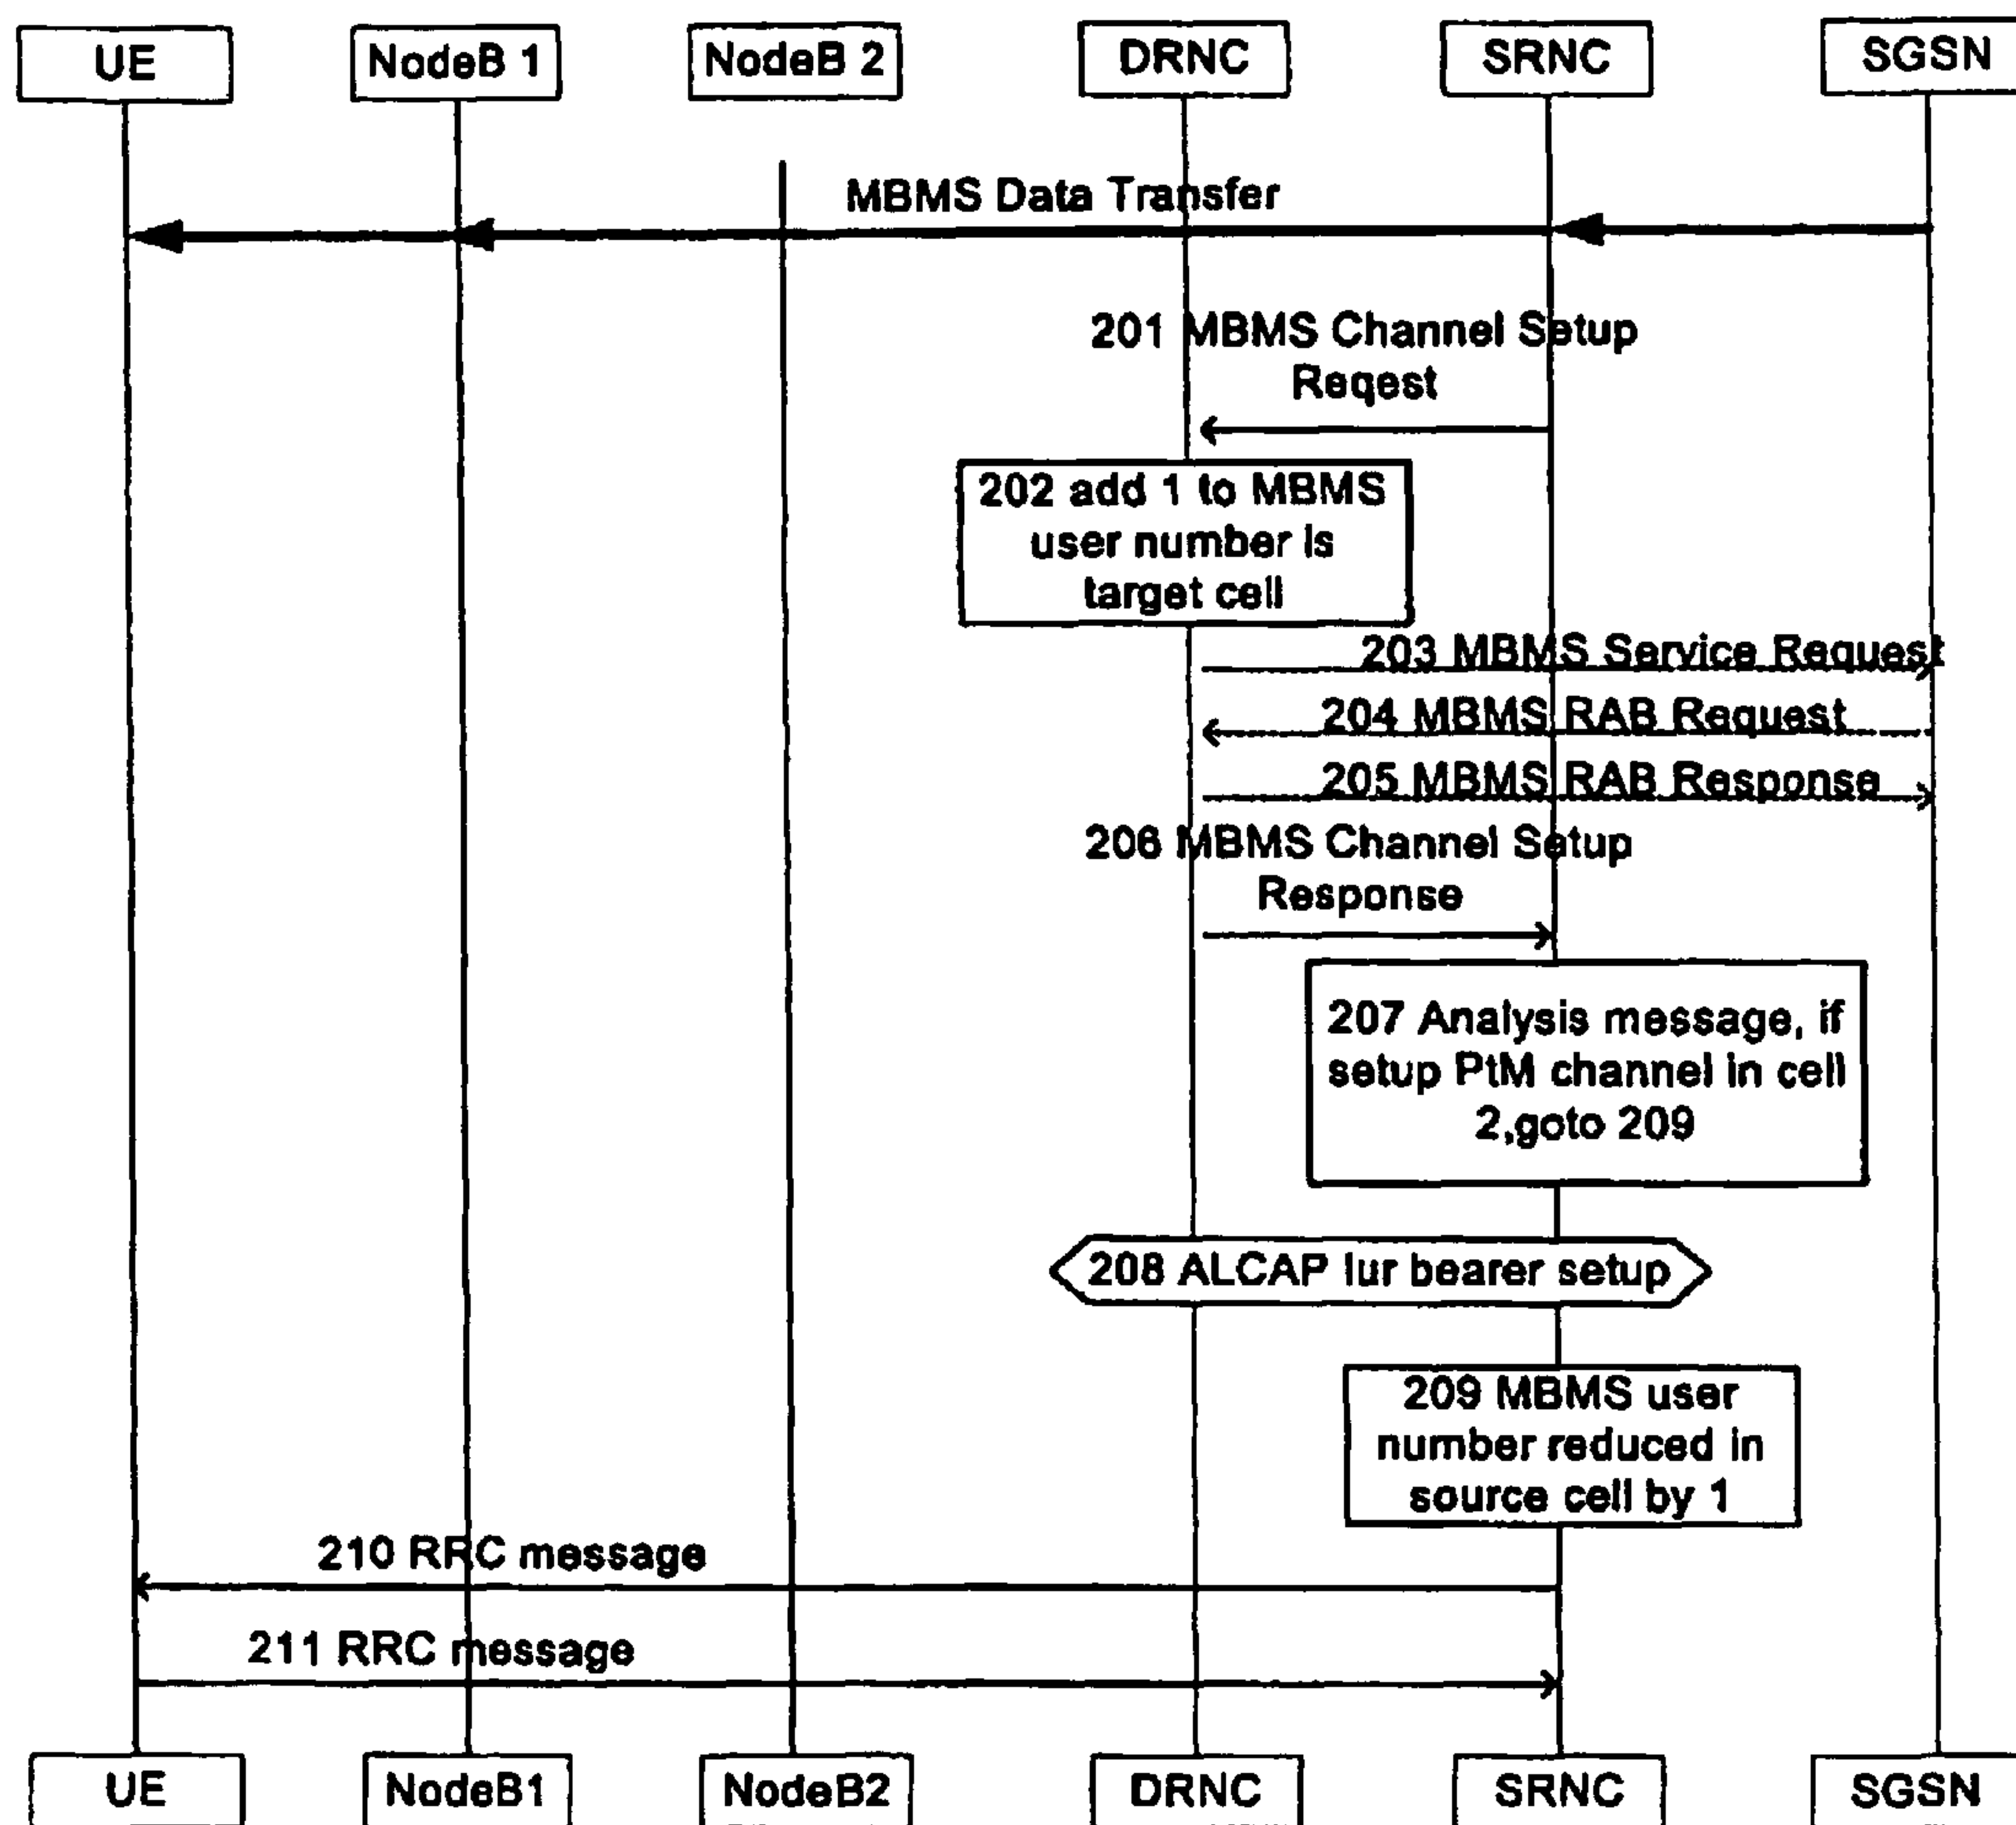 UE
NodeB 1
NodeB 2
DRNC
SRNC
SGSN
MBMS Data Transfer
201 MBMS Channel Setup
Reqest
202 add 1 to MBMS
user number is
target cell
203 MBMS Service Request
204 MBMS RAB Request
205 MBMS RAB Response
206 MBMS Channel Setup
Response
207 Analysis message, if
setup PtM channel in cell
2,goto 209
208 ALCAP Iur bearer setup
209 MBMS user
number reduced in
source cell by 1
210 RRC message
211 RRC message
UE
NodeB1
NodeB2
DRNC
SRNC
SGSN